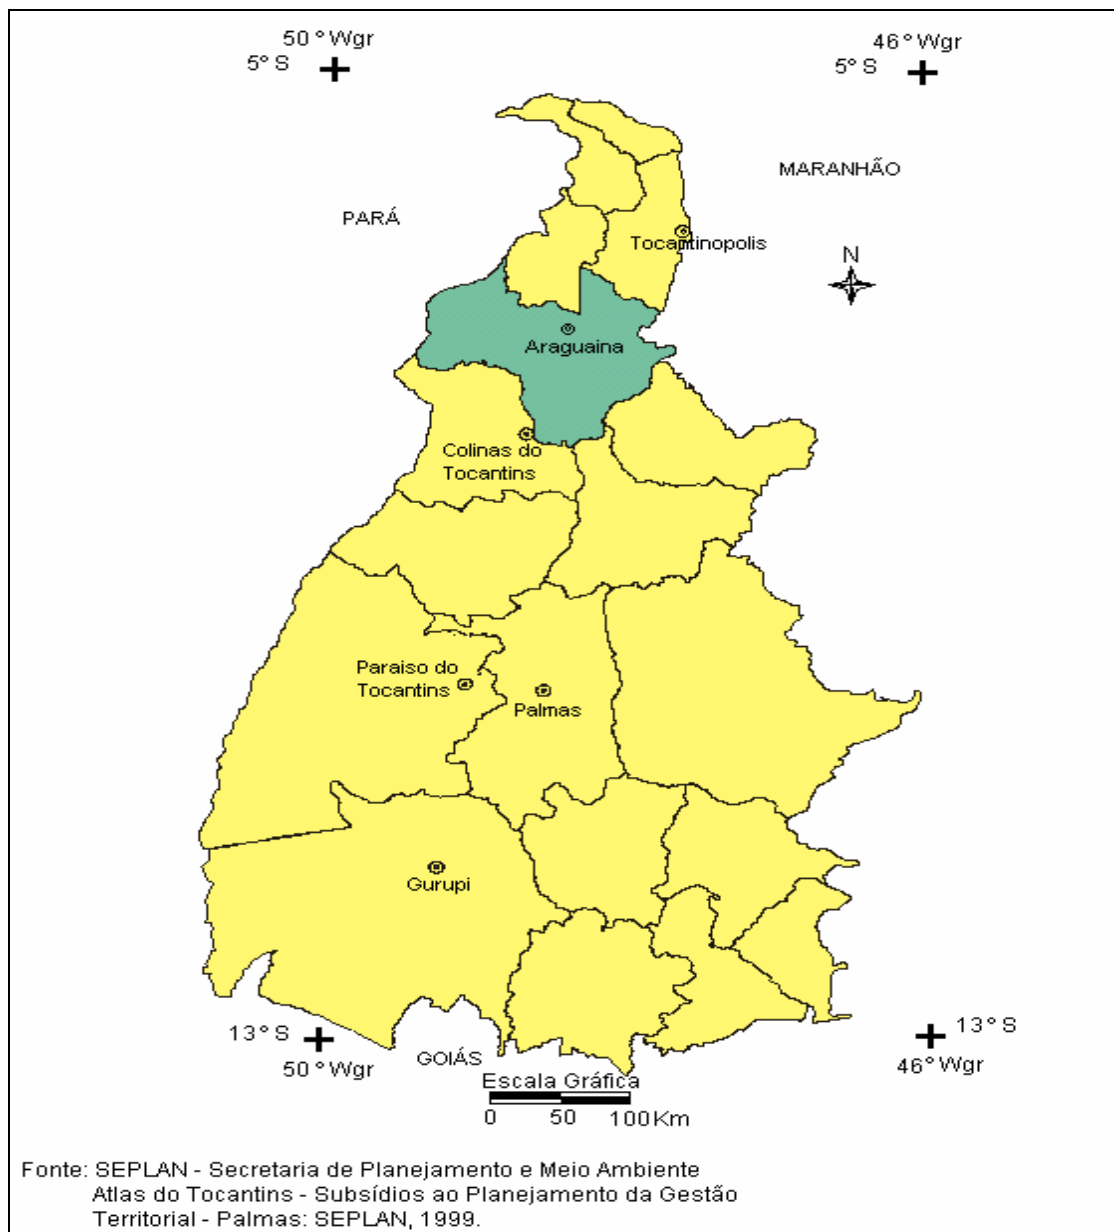 50 ° Wgr
46 ° Wgr
5° S
5° S
MARANHÃO
PARÁ
Tocantinopolis
N
Araguaina
Colinas do
Tocantins
Paraiso do
Tocantins
Palmas
Gurupi
13° S
13° S
50 ° Wgr
GOIÁS
46° Wgr
Escala Gráfica
0 50 100Km
Fonte: SEPLAN - Secretaria de Planejamento e Meio Ambiente
Atlas do Tocantins - Subsídios ao Planejamento da Gestão
Territorial - Palmas: SEPLAN, 1999.